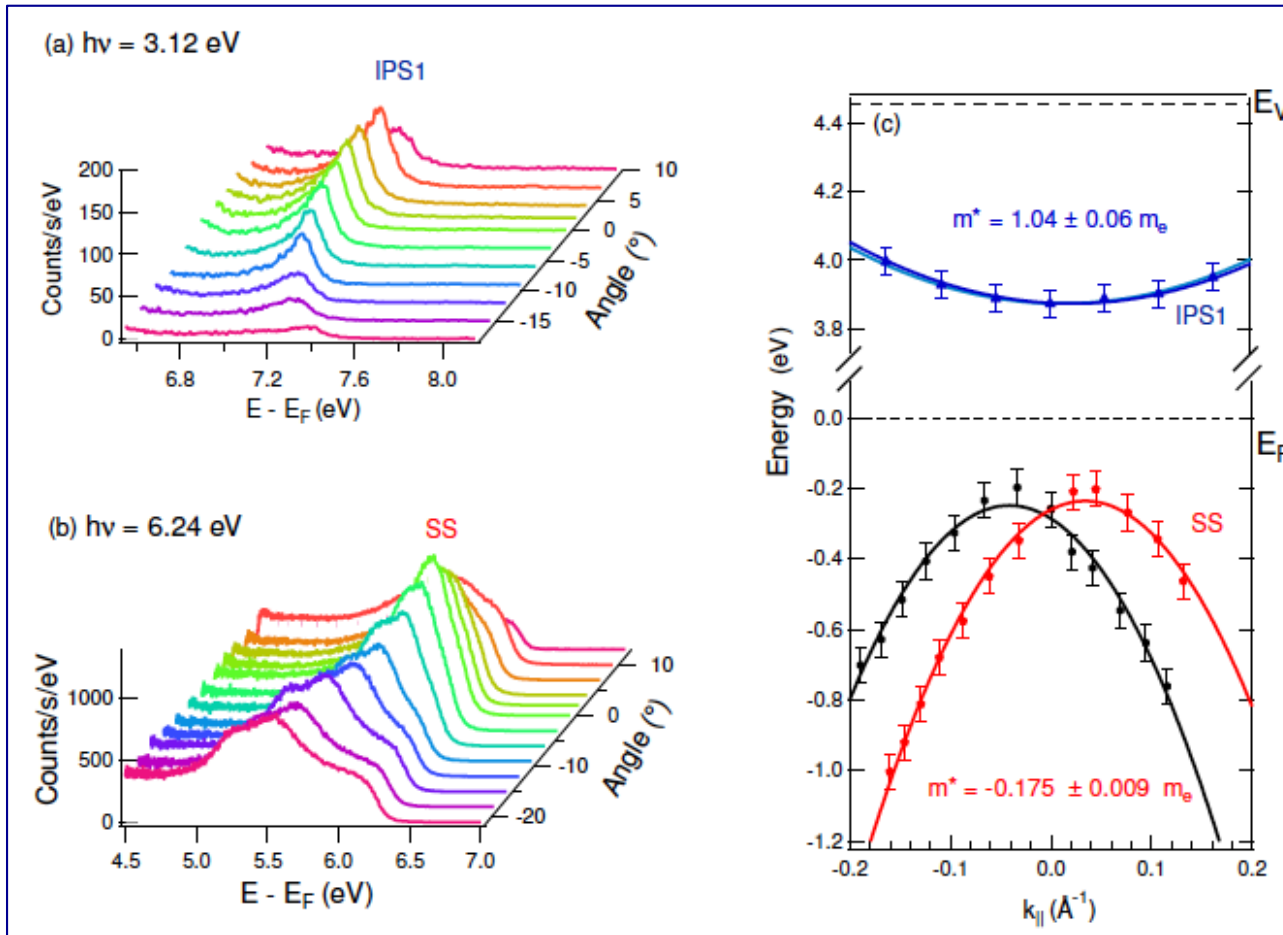 (a) hν = 3.12 eV
IPS1
Counts/s/eV
200
150
100
50
0
6.8
7.2
7.6
8.0
E - E_F (eV)
10
5
0
-5
-10
-15
Angle (°)
(b) hν = 6.24 eV
SS
Counts/s/eV
1000
500
0
4.5
5.0
5.5
6.0
6.5
7.0
E - E_F (eV)
10
0
-10
-20
Angle (°)
(c)
E_V
4.4
4.2
4.0
3.8
m* = 1.04 ± 0.06 m_e
IPS1
Energy (eV)
0.0
-0.2
-0.4
-0.6
-0.8
-1.0
-1.2
E_F
SS
m* = -0.175 ± 0.009 m_e
-0.2
-0.1
0.0
0.1
0.2
k_|| (Å⁻¹)